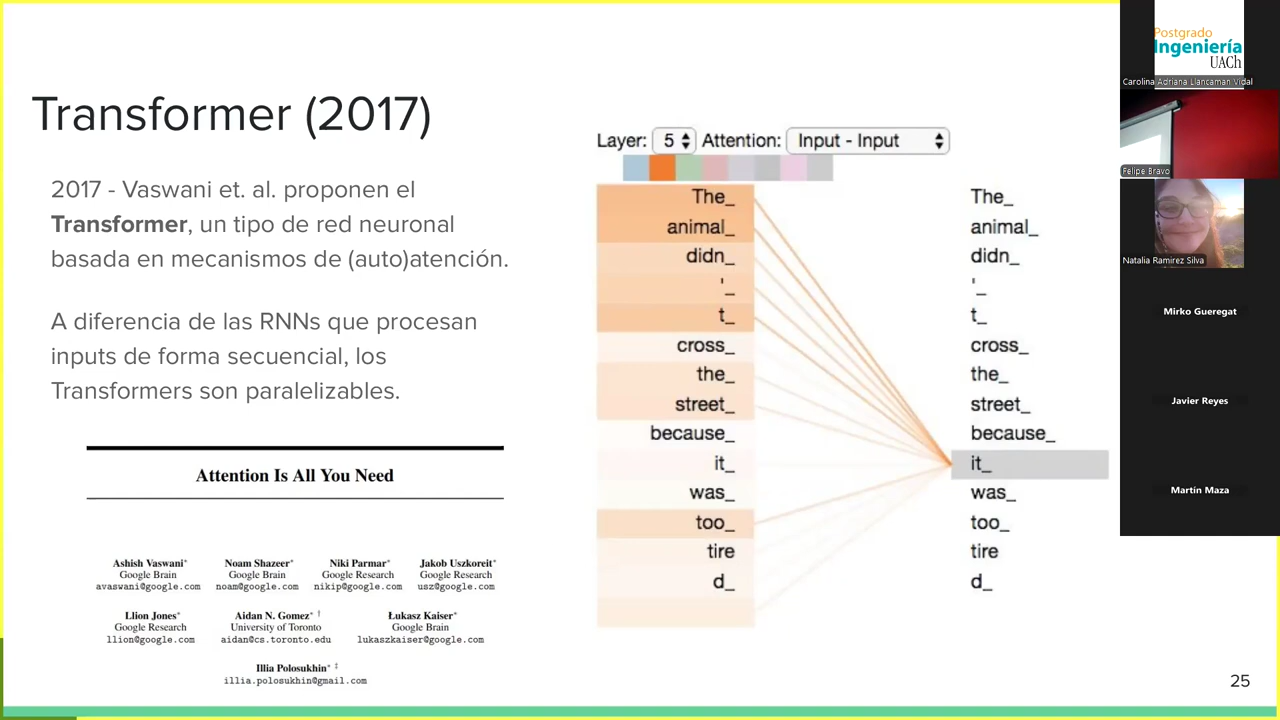 Transformer (2017)
2017 - Vaswani et. al. proponen el
Transformer, un tipo de red neuronal
basada en mecanismos de (auto)atención.
A diferencia de las RNNs que procesan
inputs de forma secuencial, los
Transformers son paralelizables.
Attention Is All You Need
Ashish Vaswani* Noam Shazeer* Niki Parmar* Jakob Uszkoreit*
Google Brain Google Brain Google Research Google Research
avaswani@google.com noam@google.com nikip@google.com usz@google.com
Llion Jones* Aidan N. Gomez* † Łukasz Kaiser*
Google Research University of Toronto Google Brain
llion@google.com aidan@cs.toronto.edu lukaszkaiser@google.com
Illia Polosukhin* ‡
illia.polosukhin@gmail.com
Layer: 5 Attention: Input - Input
The_ The_
animal_ animal_
didn_ didn_
'_ '_
t_ t_
cross_ cross_
the_ the_
street_ street_
because_ because_
it_ it_
was_ was_
too_ too_
tire tire
d_ d_
25
Postgrado
Ingeniería
UACh
Carolina Adriana Llancaman Vidal
Felipe Bravo
Natalia Ramirez Silva
Mirko Gueregat
Javier Reyes
Martín Maza